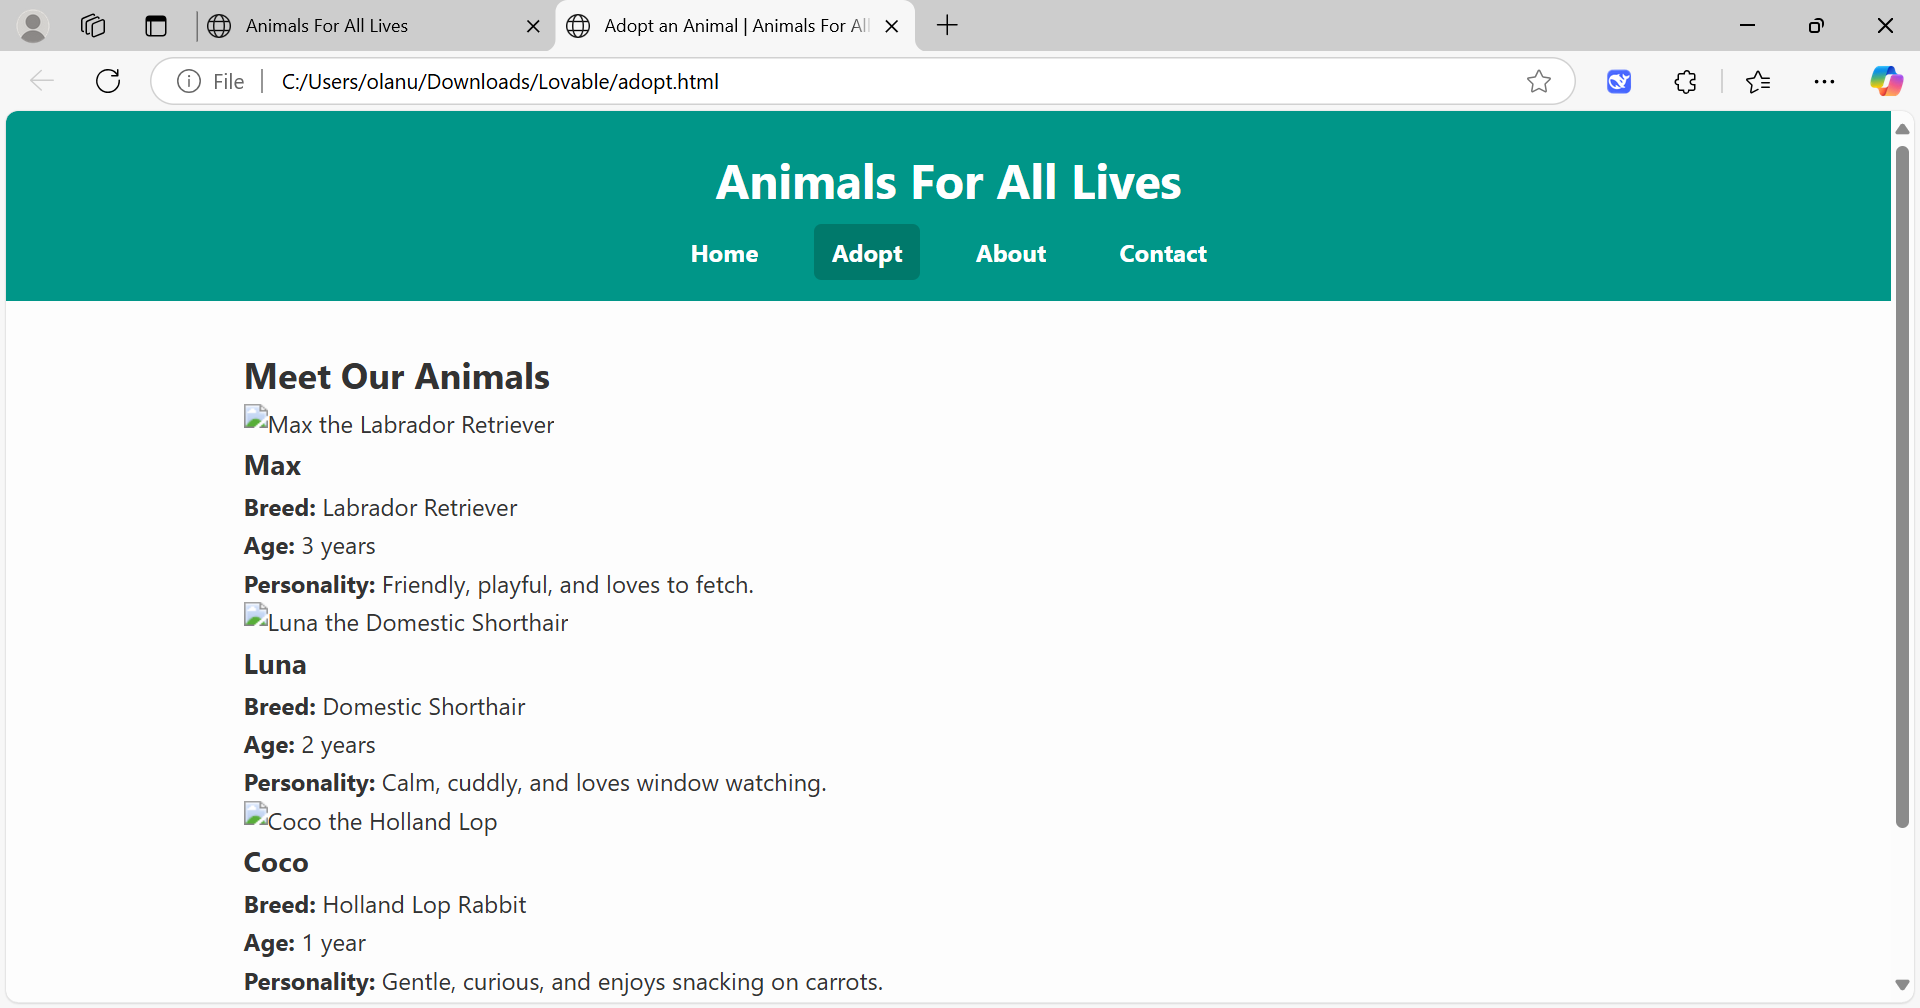 Animals For All Lives
Adopt an Animal | Animals For All
File
C:/Users/olanu/Downloads/Lovable/adopt.html
Animals For All Lives
Home Adopt About Contact
Meet Our Animals
Max the Labrador Retriever
Max
Breed: Labrador Retriever
Age: 3 years
Personality: Friendly, playful, and loves to fetch.
Luna the Domestic Shorthair
Luna
Breed: Domestic Shorthair
Age: 2 years
Personality: Calm, cuddly, and loves window watching.
Coco the Holland Lop
Coco
Breed: Holland Lop Rabbit
Age: 1 year
Personality: Gentle, curious, and enjoys snacking on carrots.